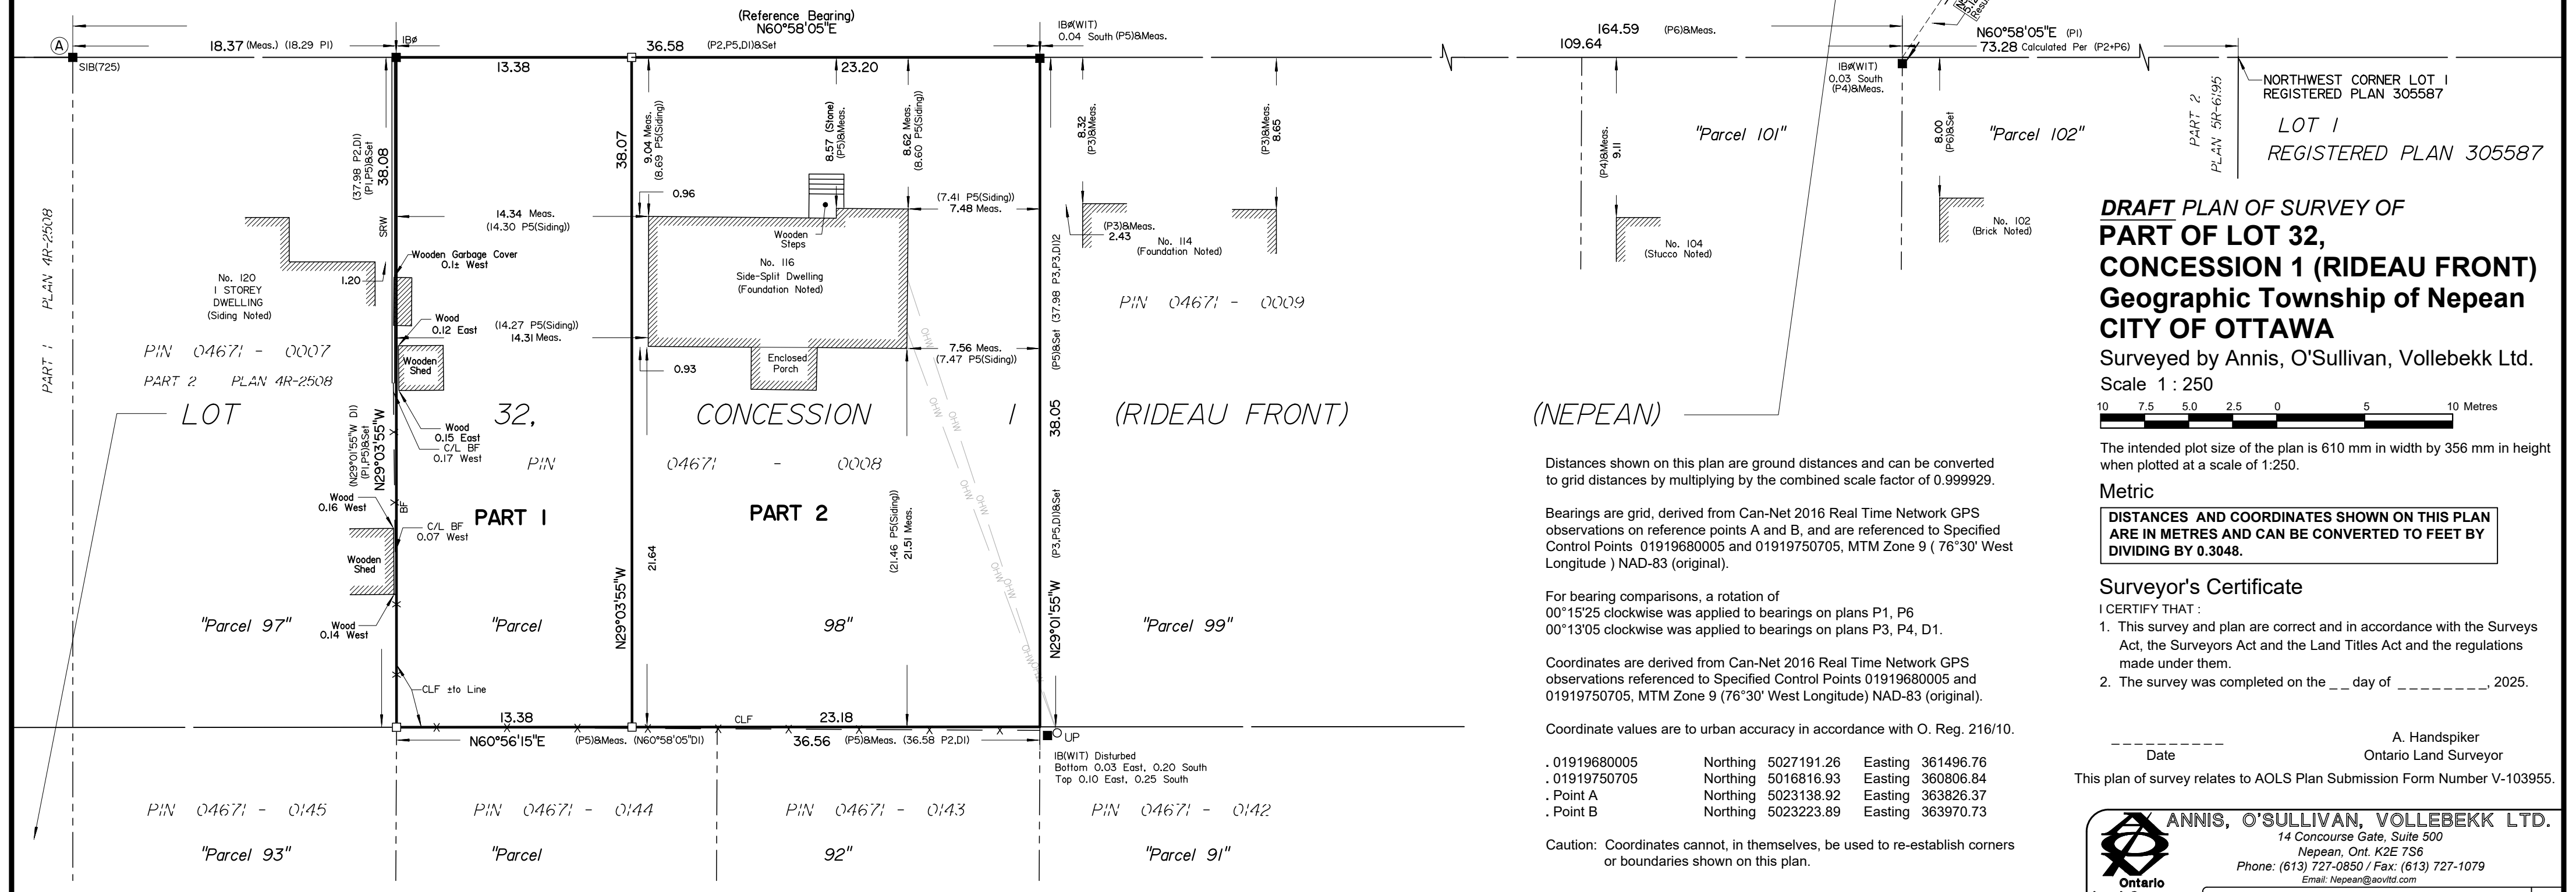 (Reference Bearing)
N60°58'05"E
A
18.37 (Meas.) (18.29 P1)
IBø
36.58 (P2,P5,D1)&Set
IBø(WIT)
0.04 South (P5)&Meas.
164.59 (P6)&Meas.
109.64
N60°58'05"E (P1)
73.28 Calculated Per (P2+P6)
SIB(725)
13.38
23.20
IBø(WIT)
0.03 South
(P4)&Meas.
NORTHWEST CORNER LOT 1
REGISTERED PLAN 305587
PART 2
PLAN 5R-6195
LOT 1
REGISTERED PLAN 305587
(37.98 P2,D1)
(P1,P5)&Set
38.08
38.07
9.04 Meas.
(8.69 P5(Siding))
8.57 (Stone)
(P5)&Meas.
8.62 Meas.
(8.60 P5(Siding))
8.32
(P3)&Meas.
(P3)&Meas.
8.65
(P4)&Meas.
9.11
"Parcel 101"
8.00
(P6)&Set
"Parcel 102"
0.96
(7.41 P5(Siding))
7.48 Meas.
14.34 Meas.
(14.30 P5(Siding))
SRW
Wooden
Steps
(P3)&Meas.
2.43
No. 114
(Foundation Noted)
No. 104
(Stucco Noted)
No. 102
(Brick Noted)
Wooden Garbage Cover
0.1± West
No. 120
1 STOREY
DWELLING
(Siding Noted)
1.20
No. 116
Side-Split Dwelling
(Foundation Noted)
(P5)&Set (37.98 P3,P3,D1)2
PIN 04671 - 0009
Wood
0.12 East
(14.27 P5(Siding))
14.31 Meas.
PIN 04671 - 0007
PART 2 PLAN 4R-2508
PART 1 PLAN 4R-2508
Wooden
Shed
Enclosed
Porch
0.93
7.56 Meas.
(7.47 P5(Siding))
LOT 32, CONCESSION 1 (RIDEAU FRONT) (NEPEAN)
38.05
Wood
0.15 East
C/L BF
0.17 West
(N29°01'55"W D1)
(P1,P5)&Set
N29°03'55"W
PIN 04671 - 0008
OHW OHW
OHW OHW
OHW OHW
OHW OHW
OHW OHW
Wood
0.16 West
BF
C/L BF
0.07 West
PART 1
PART 2
(21.46 P5(Siding))
21.51 Meas.
(P3,P5,D1)&Set
N29°01'55"W
Wooden
Shed
21.64
N29°03'55"W
"Parcel 97"
Wood
0.14 West
"Parcel 98"
"Parcel 99"
CLF ±to Line
13.38
CLF
23.18
N60°56'15"E (P5)&Meas. (N60°58'05"D1)
36.56 (P5)&Meas. (36.58 P2,D1)
UP
IB(WIT) Disturbed
Bottom 0.03 East, 0.20 South
Top 0.10 East, 0.25 South
PIN 04671 - 0145
PIN 04671 - 0144
PIN 04671 - 0143
PIN 04671 - 0142
"Parcel 93"
"Parcel 92"
"Parcel 91"
Distances shown on this plan are ground distances and can be converted
to grid distances by multiplying by the combined scale factor of 0.999929.
Bearings are grid, derived from Can-Net 2016 Real Time Network GPS
observations on reference points A and B, and are referenced to Specified
Control Points 01919680005 and 01919750705, MTM Zone 9 ( 76°30' West
Longitude ) NAD-83 (original).
For bearing comparisons, a rotation of
00°15'25 clockwise was applied to bearings on plans P1, P6
00°13'05 clockwise was applied to bearings on plans P3, P4, D1.
Coordinates are derived from Can-Net 2016 Real Time Network GPS
observations referenced to Specified Control Points 01919680005 and
01919750705, MTM Zone 9 (76°30' West Longitude) NAD-83 (original).
Coordinate values are to urban accuracy in accordance with O. Reg. 216/10.
. 01919680005 Northing 5027191.26 Easting 361496.76
. 01919750705 Northing 5016816.93 Easting 360806.84
. Point A Northing 5023138.92 Easting 363826.37
. Point B Northing 5023223.89 Easting 363970.73
Caution: Coordinates cannot, in themselves, be used to re-establish corners
or boundaries shown on this plan.
DRAFT PLAN OF SURVEY OF
PART OF LOT 32,
CONCESSION 1 (RIDEAU FRONT)
Geographic Township of Nepean
CITY OF OTTAWA
Surveyed by Annis, O'Sullivan, Vollebekk Ltd.
Scale 1 : 250
10 7.5 5.0 2.5 0 5 10 Metres
The intended plot size of the plan is 610 mm in width by 356 mm in height
when plotted at a scale of 1:250.
Metric
DISTANCES AND COORDINATES SHOWN ON THIS PLAN
ARE IN METRES AND CAN BE CONVERTED TO FEET BY
DIVIDING BY 0.3048.
Surveyor's Certificate
I CERTIFY THAT :
1. This survey and plan are correct and in accordance with the Surveys
Act, the Surveyors Act and the Land Titles Act and the regulations
made under them.
2. The survey was completed on the _ _ day of _ _ _ _ _ _ _ _, 2025.
Date
A. Handspiker
Ontario Land Surveyor
This plan of survey relates to AOLS Plan Submission Form Number V-103955.
ANNIS, O'SULLIVAN, VOLLEBEKK LTD.
14 Concourse Gate, Suite 500
Nepean, Ont. K2E 7S6
Phone: (613) 727-0850 / Fax: (613) 727-1079
Email: Nepean@aovltd.com
Ontario